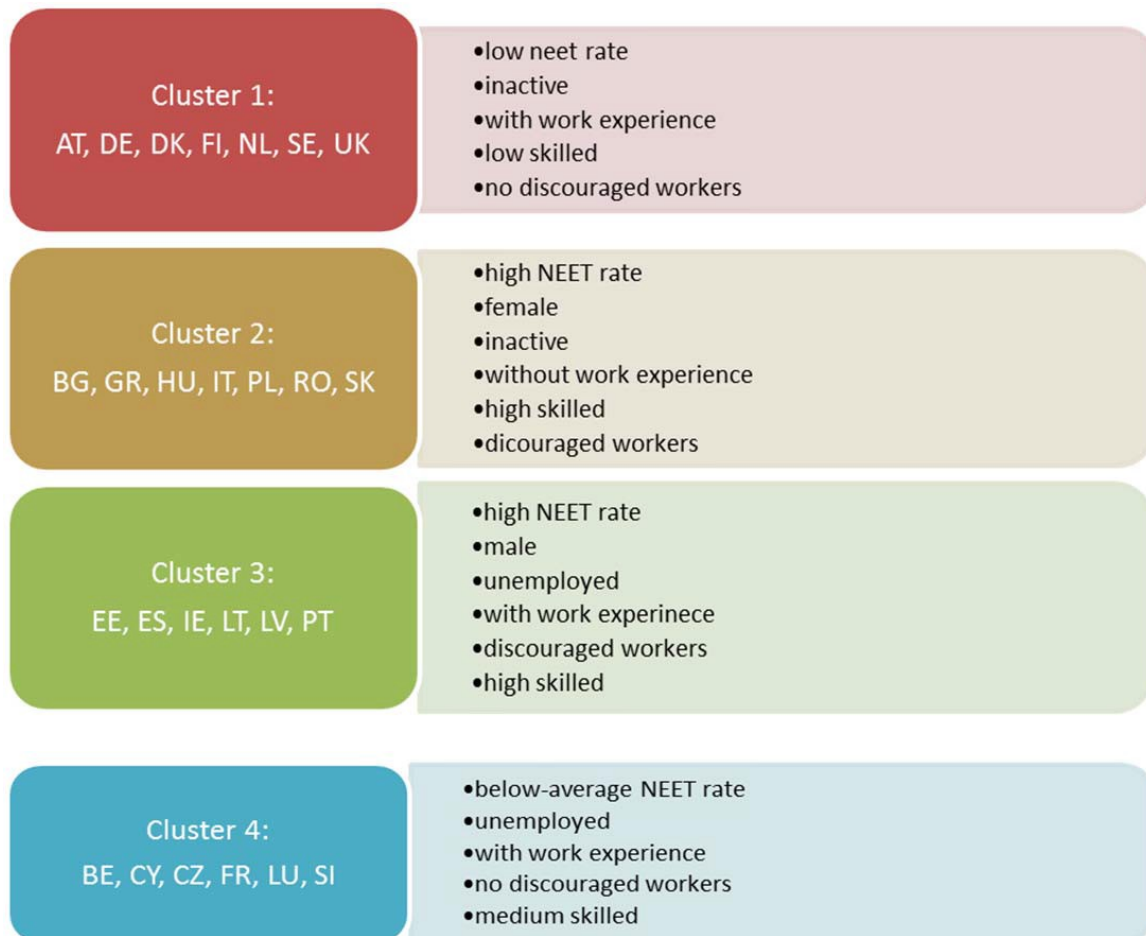 Cluster 1:
AT, DE, DK, FI, NL, SE, UK
•low neet rate
•inactive
•with work experience
•low skilled
•no discouraged workers
Cluster 2:
BG, GR, HU, IT, PL, RO, SK
•high NEET rate
•female
•inactive
•without work experience
•high skilled
•dicouraged workers
Cluster 3:
EE, ES, IE, LT, LV, PT
•high NEET rate
•male
•unemployed
•with work experinece
•discouraged workers
•high skilled
Cluster 4:
BE, CY, CZ, FR, LU, SI
•below-average NEET rate
•unemployed
•with work experience
•no discouraged workers
•medium skilled